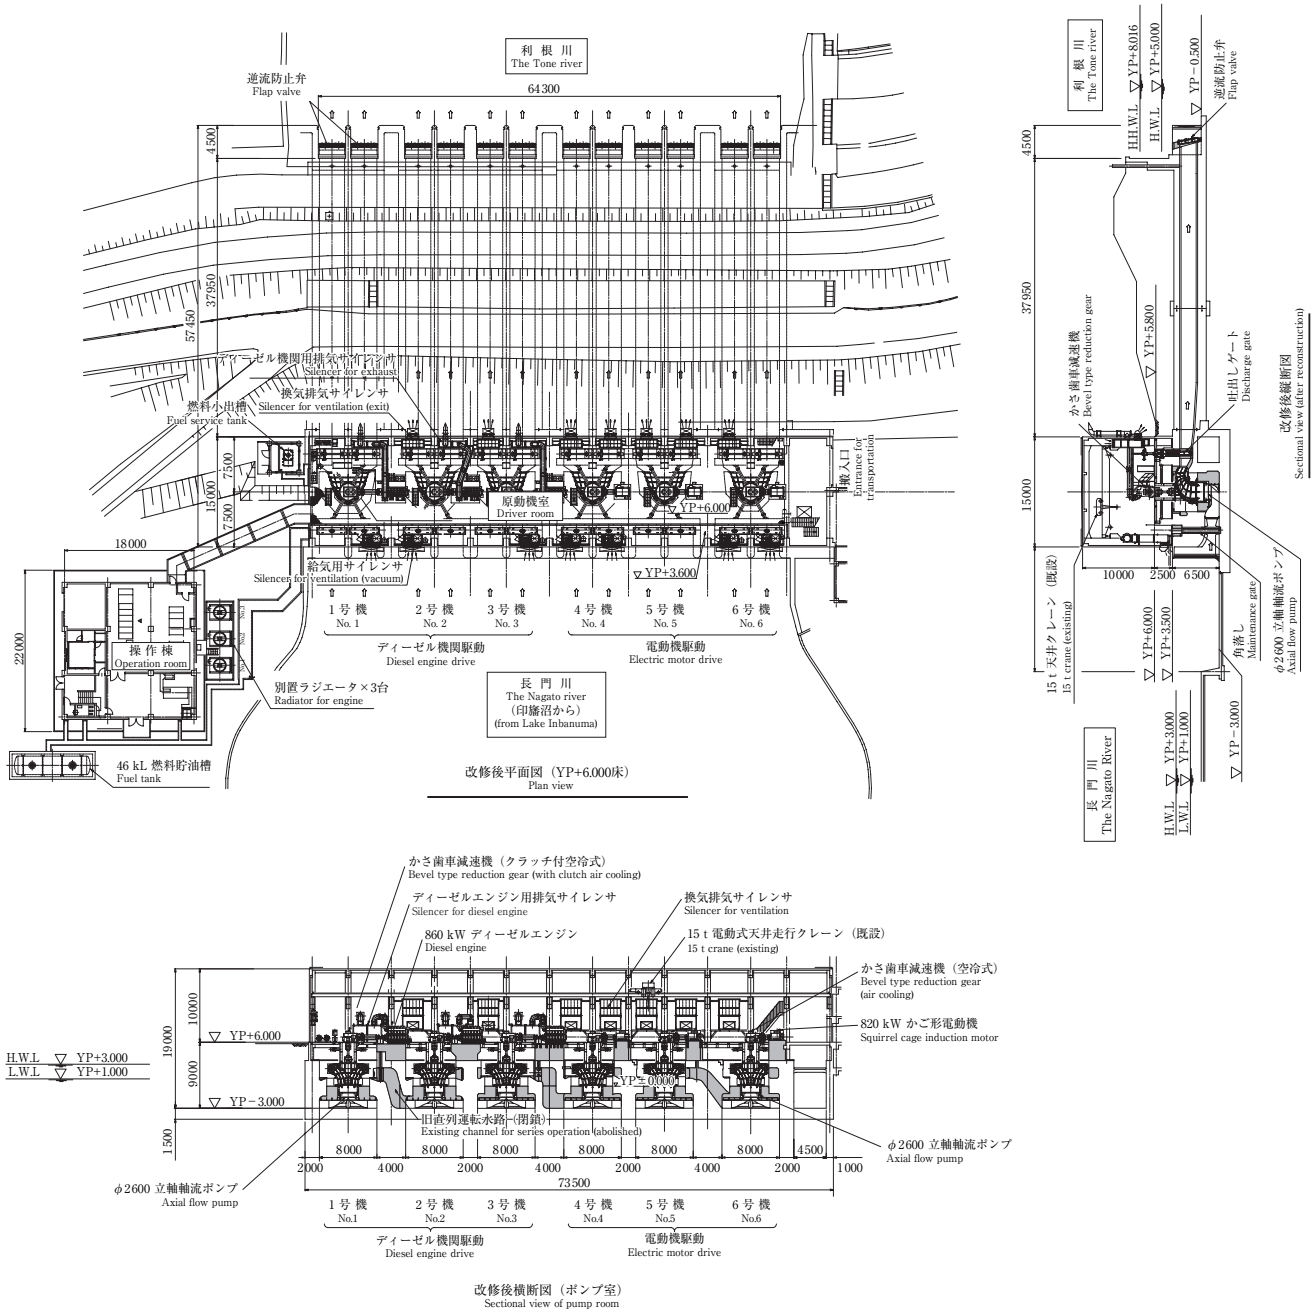 利根川
The Tone river
逆流防止弁
Flap valve
64300
4500
37950
57450
ディーゼル機関用排気サイレンサ
Silencer for exhaust
換気排気サイレンサ
Silencer for ventilation (exit)
燃料小出槽
Fuel service tank
7500
15000
7500
原動機室
Driver room
YP+6.000
搬入口
Entrance for
transportation
18000
給気用サイレンサ
Silencer for ventilation (vacuum)
YP+3.600
1号機
No. 1
2号機
No. 2
3号機
No. 3
4号機
No. 4
5号機
No. 5
6号機
No. 6
ディーゼル機関駆動
Diesel engine drive
電動機駆動
Electric motor drive
22000
操作棟
Operation room
No.3
No.2
No.1
別置ラジエータ×3台
Radiator for engine
長門川
The Nagato river
（印旛沼から）
(from Lake Inbanuma)
46 kL 燃料貯油槽
Fuel tank
改修後平面図（YP+6.000床）
Plan view
利根川
The Tone river
H.H.W.L YP+8.016
H.W.L YP+5.000
YP−0.500
逆流防止弁
Flap valve
4500
37950
15000
かさ歯車減速機
Bevel type reduction gear
YP+5.800
吐出しゲート
Discharge gate
改修後縦断図
Sectional view (after reconstruction)
10000
2500
6500
15 t 天井クレーン（既設）
15 t crane (existing)
YP+6.000
YP+3.500
角落し
Maintenance gate
φ2600 立軸軸流ポンプ
Axial flow pump
長門川
The Nagato River
H.W.L YP+3.000
L.W.L YP+1.000
YP−3.000
かさ歯車減速機（クラッチ付空冷式）
Bevel type reduction gear (with clutch air cooling)
ディーゼルエンジン用排気サイレンサ
Silencer for diesel engine
860 kW ディーゼルエンジン
Diesel engine
換気排気サイレンサ
Silencer for ventilation
15 t 電動式天井走行クレーン（既設）
15 t crane (existing)
かさ歯車減速機（空冷式）
Bevel type reduction gear
(air cooling)
820 kW かご形電動機
Squirrel cage induction motor
19000
10000
9000
1500
YP+6.000
H.W.L YP+3.000
L.W.L YP+1.000
YP−3.000
YP±0.000
旧直列運転水路（閉鎖）
Existing channel for series operation (abolished)
φ2600 立軸軸流ポンプ
Axial flow pump
φ2600 立軸軸流ポンプ
Axial flow pump
8000 8000 8000 8000 8000 8000 4500
2000 4000 2000 4000 2000 4000 2000 1000
73500
1号機
No.1
2号機
No.2
3号機
No.3
4号機
No.4
5号機
No.5
6号機
No.6
ディーゼル機関駆動
Diesel engine drive
電動機駆動
Electric motor drive
改修後横断図（ポンプ室）
Sectional view of pump room